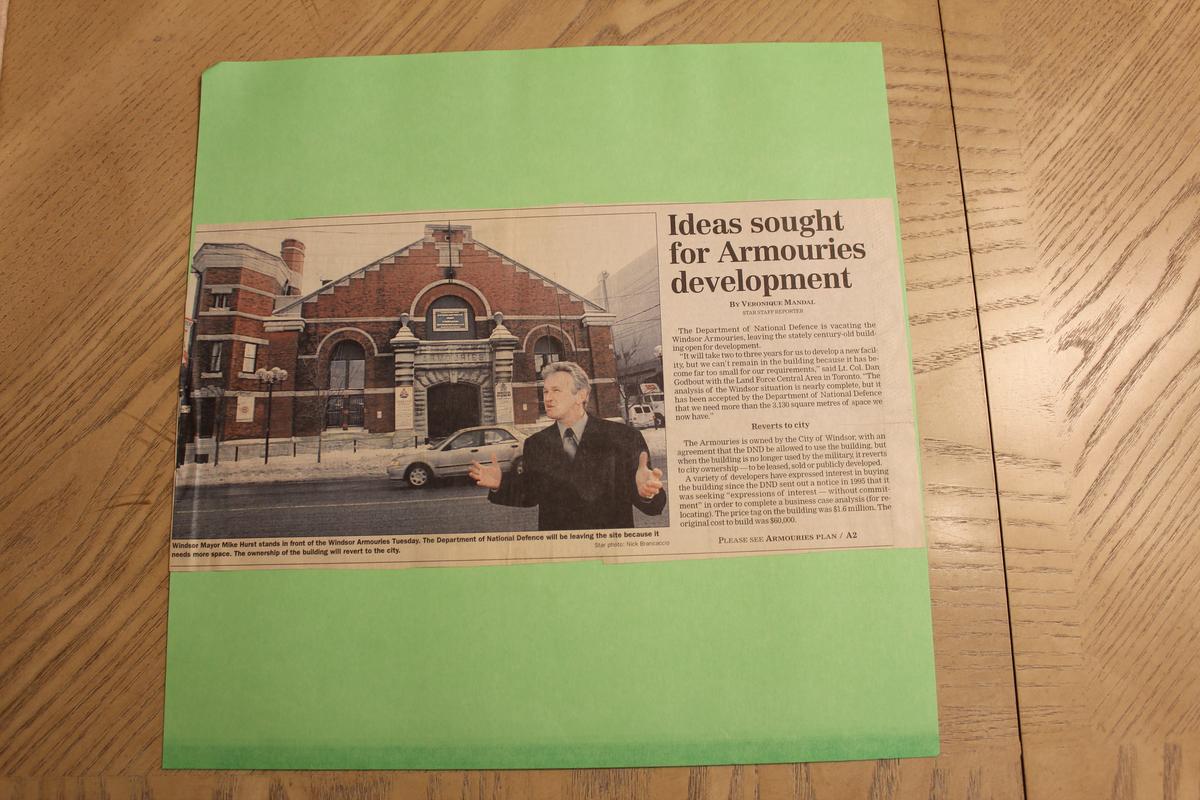 Ideas sought
for Armouries
development
BY VERONIQUE MANDAL
STAR STAFF REPORTER
The Department of National Defence is vacating the
Windsor Armouries, leaving the stately century-old build-
ing open for development.
"It will take two to three years for us to develop a new facil-
ity, but we can't remain in the building because it has be-
come far too small for our requirements," said Lt. Col. Dan
Godbout with the Land Force Central Area in Toronto. "The
analysis of the Windsor situation is nearly complete, but it
has been accepted by the Department of National Defence
that we need more than the 3,130 square metres of space we
now have."
Reverts to city
The Armouries is owned by the City of Windsor, with an
agreement that the DND be allowed to use the building, but
when the building is no longer used by the military, it reverts
to city ownership — to be leased, sold or publicly developed.
A variety of developers have expressed interest in buying
the building since the DND sent out a notice in 1995 that it
was seeking "expressions of interest — without commit-
ment" in order to complete a business case analysis (for re-
locating). The price tag on the building was $1.6 million. The
original cost to build was $60,000.
PLEASE SEE ARMOURIES PLAN / A2
Windsor Mayor Mike Hurst stands in front of the Windsor Armouries Tuesday. The Department of National Defence will be leaving the site because it
needs more space. The ownership of the building will revert to the city.
Star photo: Nick Brancaccio